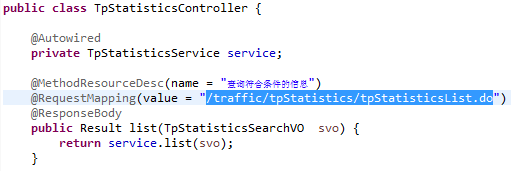 public class TpStatisticsController {
@Autowired
private TpStatisticsService service;
@MethodResourceDesc(name = "查询符合条件的信息")
@RequestMapping(value = "/traffic/tpStatistics/tpStatisticsList.do")
@ResponseBody
public Result list(TpStatisticsSearchVO svo) {
return service.list(svo);
}